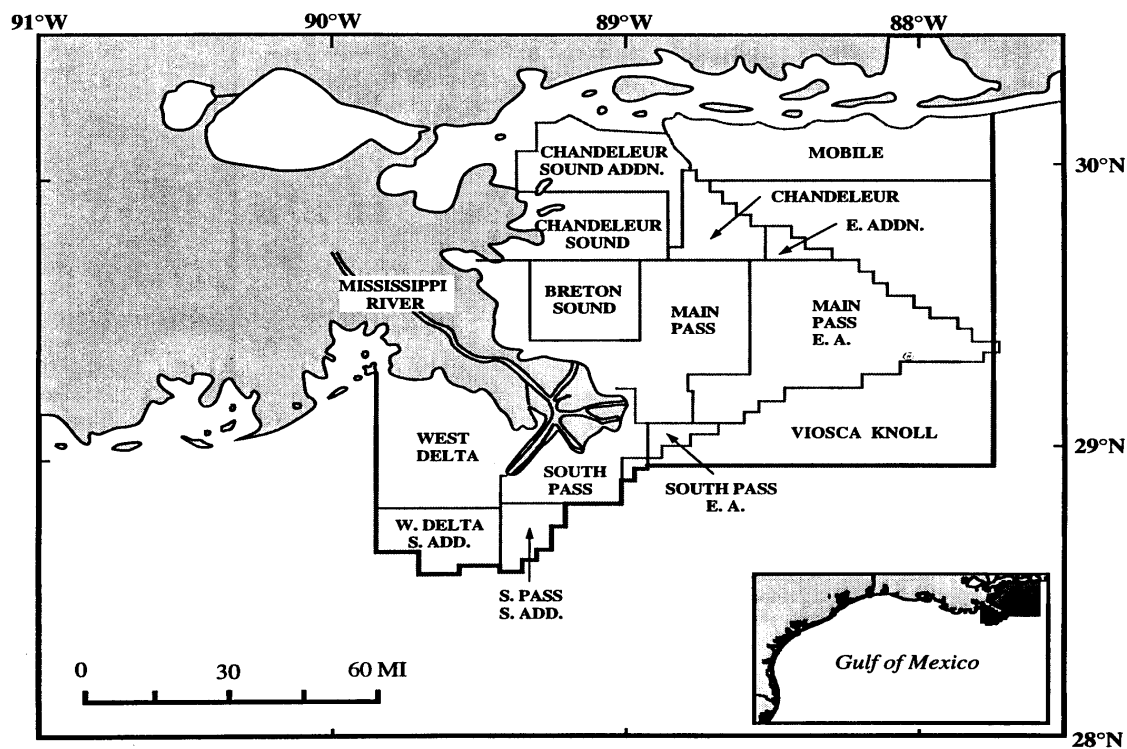 91°W
90°W
89°W
88°W
30°N
29°N
28°N
CHANDELEUR
SOUND ADDN.
MOBILE
CHANDELEUR
E. ADDN.
CHANDELEUR
SOUND
MISSISSIPPI
RIVER
BRETON
SOUND
MAIN
PASS
MAIN
PASS
E. A.
WEST
DELTA
VIOSCA KNOLL
SOUTH
PASS
SOUTH PASS
E. A.
W. DELTA
S. ADD.
S. PASS
S. ADD.
0 30 60 MI
Gulf of Mexico